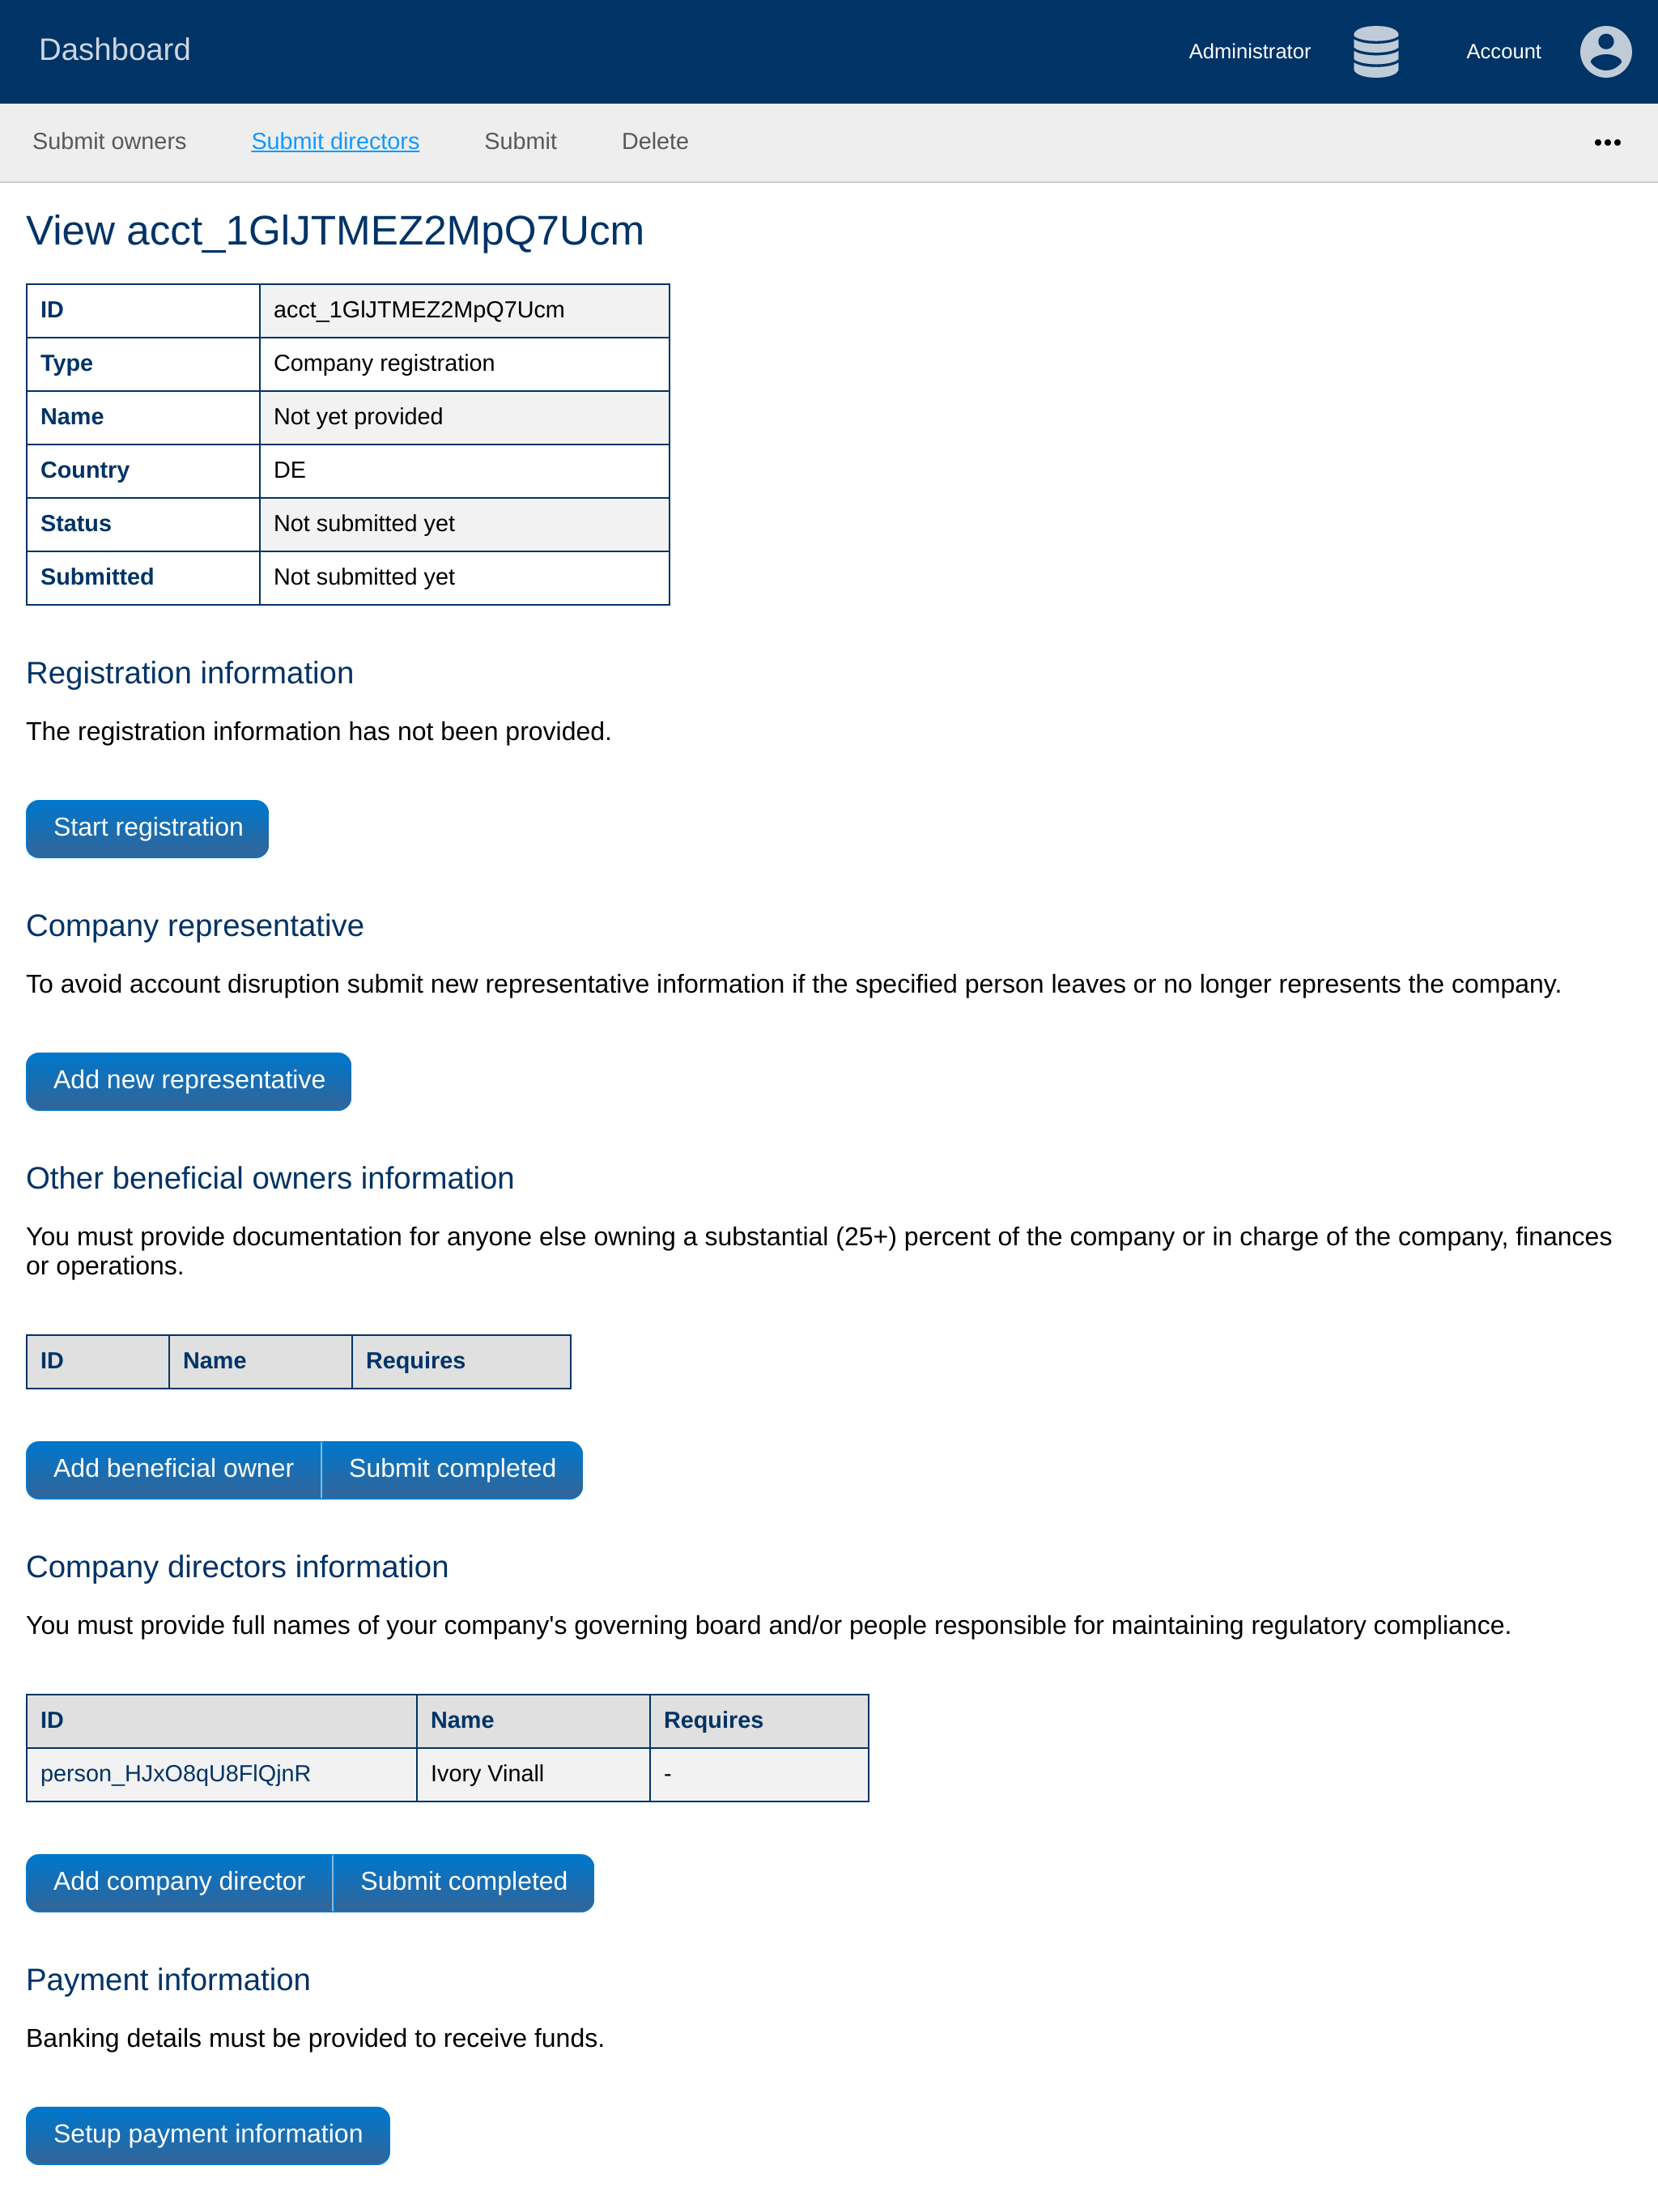 Dashboard
Administrator
Account
Submit owners
Submit directors
Submit
Delete
View acct_1GlJTMEZ2MpQ7Ucm
ID acct_1GlJTMEZ2MpQ7Ucm
Type Company registration
Name Not yet provided
Country DE
Status Not submitted yet
Submitted Not submitted yet
Registration information
The registration information has not been provided.
Start registration
Company representative
To avoid account disruption submit new representative information if the specified person leaves or no longer represents the company.
Add new representative
Other beneficial owners information
You must provide documentation for anyone else owning a substantial (25+) percent of the company or in charge of the company, finances
or operations.
ID Name Requires
Add beneficial owner Submit completed
Company directors information
You must provide full names of your company's governing board and/or people responsible for maintaining regulatory compliance.
ID Name Requires
person_HJxO8qU8FlQjnR Ivory Vinall -
Add company director Submit completed
Payment information
Banking details must be provided to receive funds.
Setup payment information